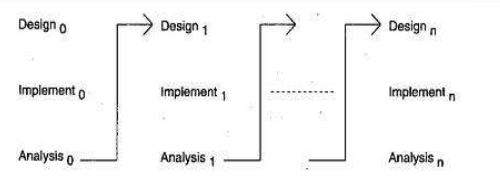 Design 0
Implement 0
Analysis 0
Design 1
Implement 1
Analysis 1
Design n
Implement n
Analysis n